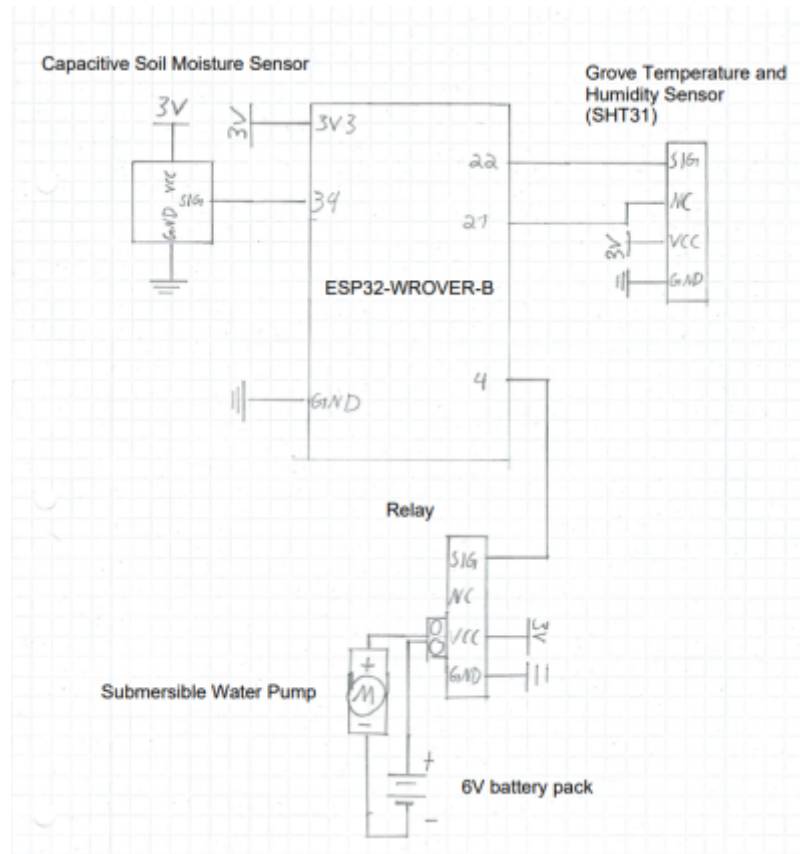 Capacitive Soil Moisture Sensor
Grove Temperature and
Humidity Sensor
(SHT31)
3V
3V
3V3
VCC
SIG
GND
34
22
21
SIG
NC
3V
VCC
GND
ESP32-WROVER-B
GND
4
Relay
SIG
NC
VCC
3V
GND
+
M
-
Submersible Water Pump
+
6V battery pack
-